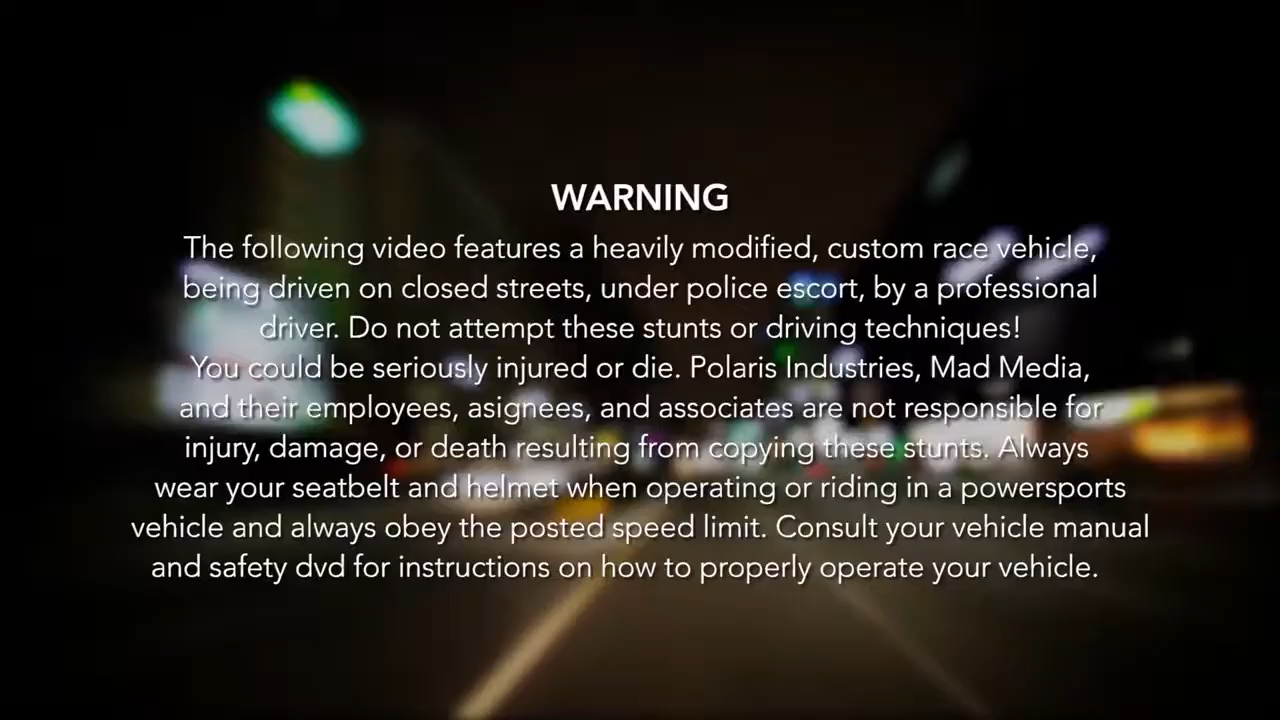 WARNING
The following video features a heavily modified, custom race vehicle,
being driven on closed streets, under police escort, by a professional
driver. Do not attempt these stunts or driving techniques!
You could be seriously injured or die. Polaris Industries, Mad Media,
and their employees, asignees, and associates are not responsible for
injury, damage, or death resulting from copying these stunts. Always
wear your seatbelt and helmet when operating or riding in a powersports
vehicle and always obey the posted speed limit. Consult your vehicle manual
and safety dvd for instructions on how to properly operate your vehicle.